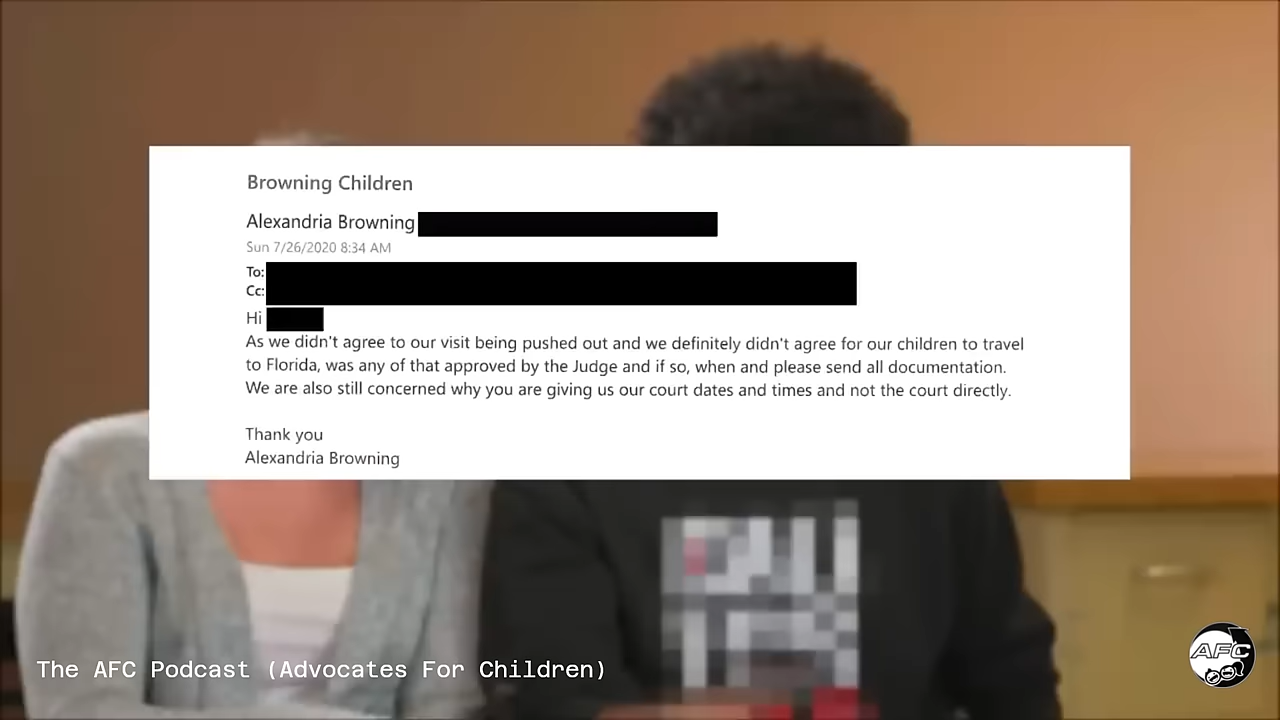 Browning Children
Alexandria Browning
Sun 7/26/2020 8:34 AM
To:
Cc:
Hi
As we didn't agree to our visit being pushed out and we definitely didn't agree for our children to travel
to Florida, was any of that approved by the Judge and if so, when and please send all documentation.
We are also still concerned why you are giving us our court dates and times and not the court directly.
Thank you
Alexandria Browning
The AFC Podcast (Advocates For Children)
AFC